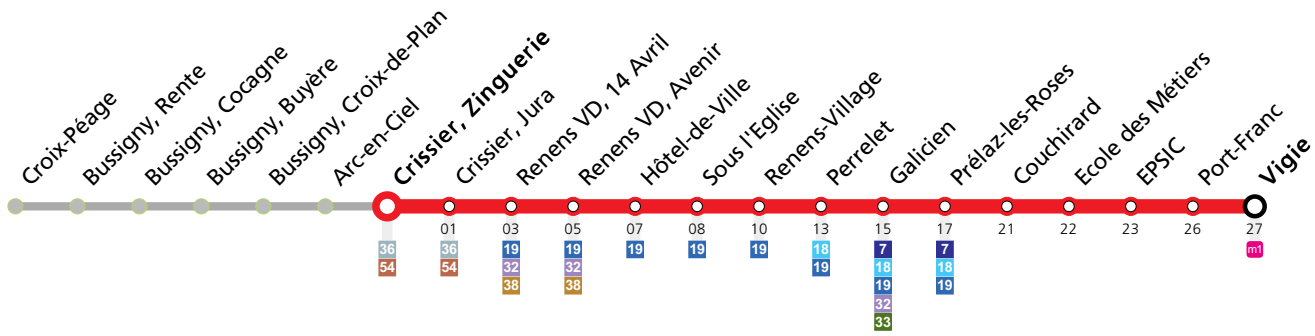 Croix-Péage
Bussigny, Rente
Bussigny, Cocagne
Bussigny, Buyère
Bussigny, Croix-de-Plan
Arc-en-Ciel
Crissier, Zinguerie
Crissier, Jura
Renens VD, 14 Avril
Renens VD, Avenir
Hôtel-de-Ville
Sous l'Eglise
Renens-Village
Perrelet
Galicien
Prélaz-les-Roses
Couchirard
Ecole des Métiers
EPSIC
Port-Franc
Vigie
01 03 05 07 08 10 13 15 17 21 22 23 26 27
36 36 19 19 19 19 19 18 7 7 m1
54 54 32 32 19 18 18
38 38 19 19
32
33